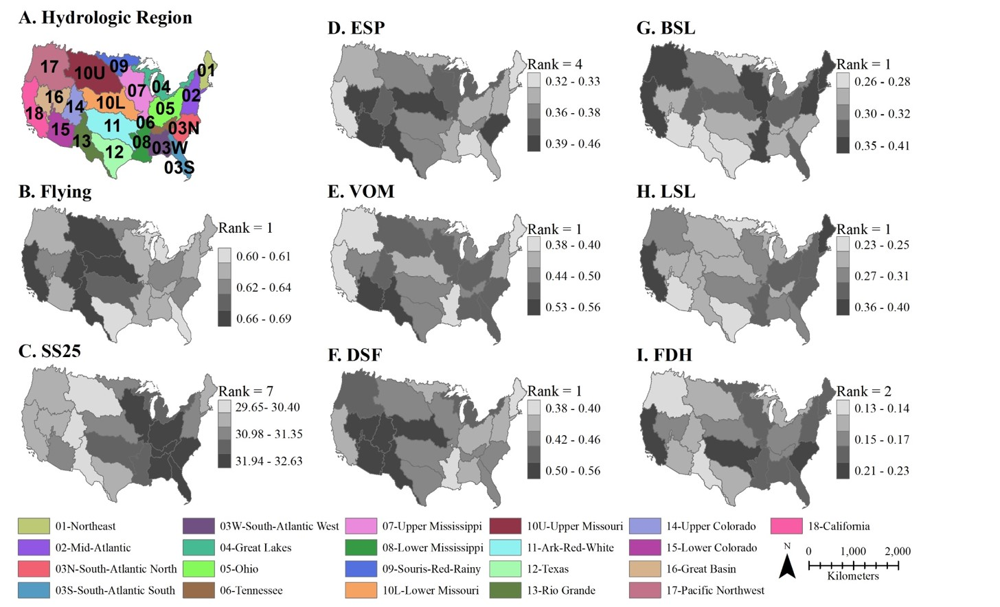 A. Hydrologic Region
17
10U
09
01
07
04
02
16
14
10L
05
18
15
11
06
03N
13
12
08
03W
03S
B. Flying
Rank = 1
0.60 - 0.61
0.62 - 0.64
0.66 - 0.69
C. SS25
Rank = 7
29.65- 30.40
30.98 - 31.35
31.94 - 32.63
D. ESP
Rank = 4
0.32 - 0.33
0.36 - 0.38
0.39 - 0.46
E. VOM
Rank = 1
0.38 - 0.40
0.44 - 0.50
0.53 - 0.56
F. DSF
Rank = 1
0.38 - 0.40
0.42 - 0.46
0.50 - 0.56
G. BSL
Rank = 1
0.26 - 0.28
0.30 - 0.32
0.35 - 0.41
H. LSL
Rank = 1
0.23 - 0.25
0.27 - 0.31
0.36 - 0.40
I. FDH
Rank = 2
0.13 - 0.14
0.15 - 0.17
0.21 - 0.23
01-Northeast
02-Mid-Atlantic
03N-South-Atlantic North
03S-South-Atlantic South
03W-South-Atlantic West
04-Great Lakes
05-Ohio
06-Tennessee
07-Upper Mississippi
08-Lower Mississippi
09-Souris-Red-Rainy
10L-Lower Missouri
10U-Upper Missouri
11-Ark-Red-White
12-Texas
13-Rio Grande
14-Upper Colorado
15-Lower Colorado
16-Great Basin
17-Pacific Northwest
18-California
N
0 1,000 2,000
Kilometers